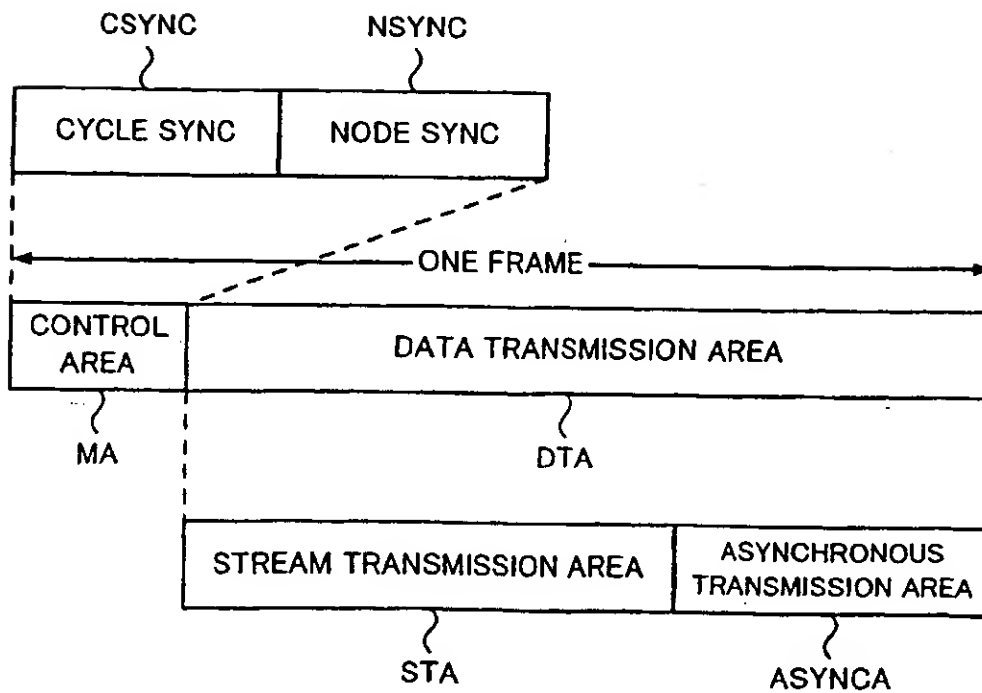 CSYNC
NSYNC
CYCLE SYNC
NODE SYNC
ONE FRAME
CONTROL
AREA
DATA TRANSMISSION AREA
MA
DTA
STREAM TRANSMISSION AREA
ASYNCHRONOUS
TRANSMISSION AREA
STA
ASYNCA